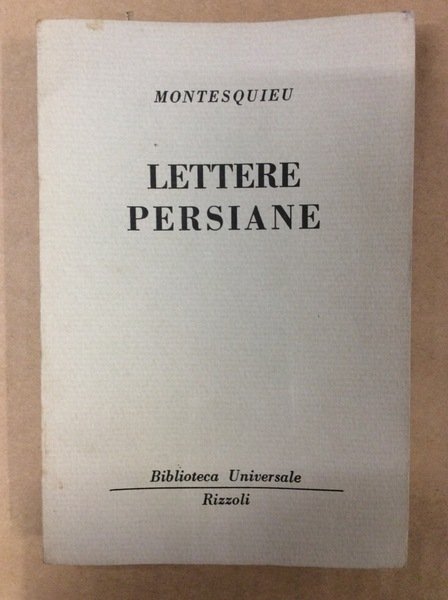 MONTESQUIEU
LETTERE
PERSIANE
Biblioteca Universale
Rizzoli